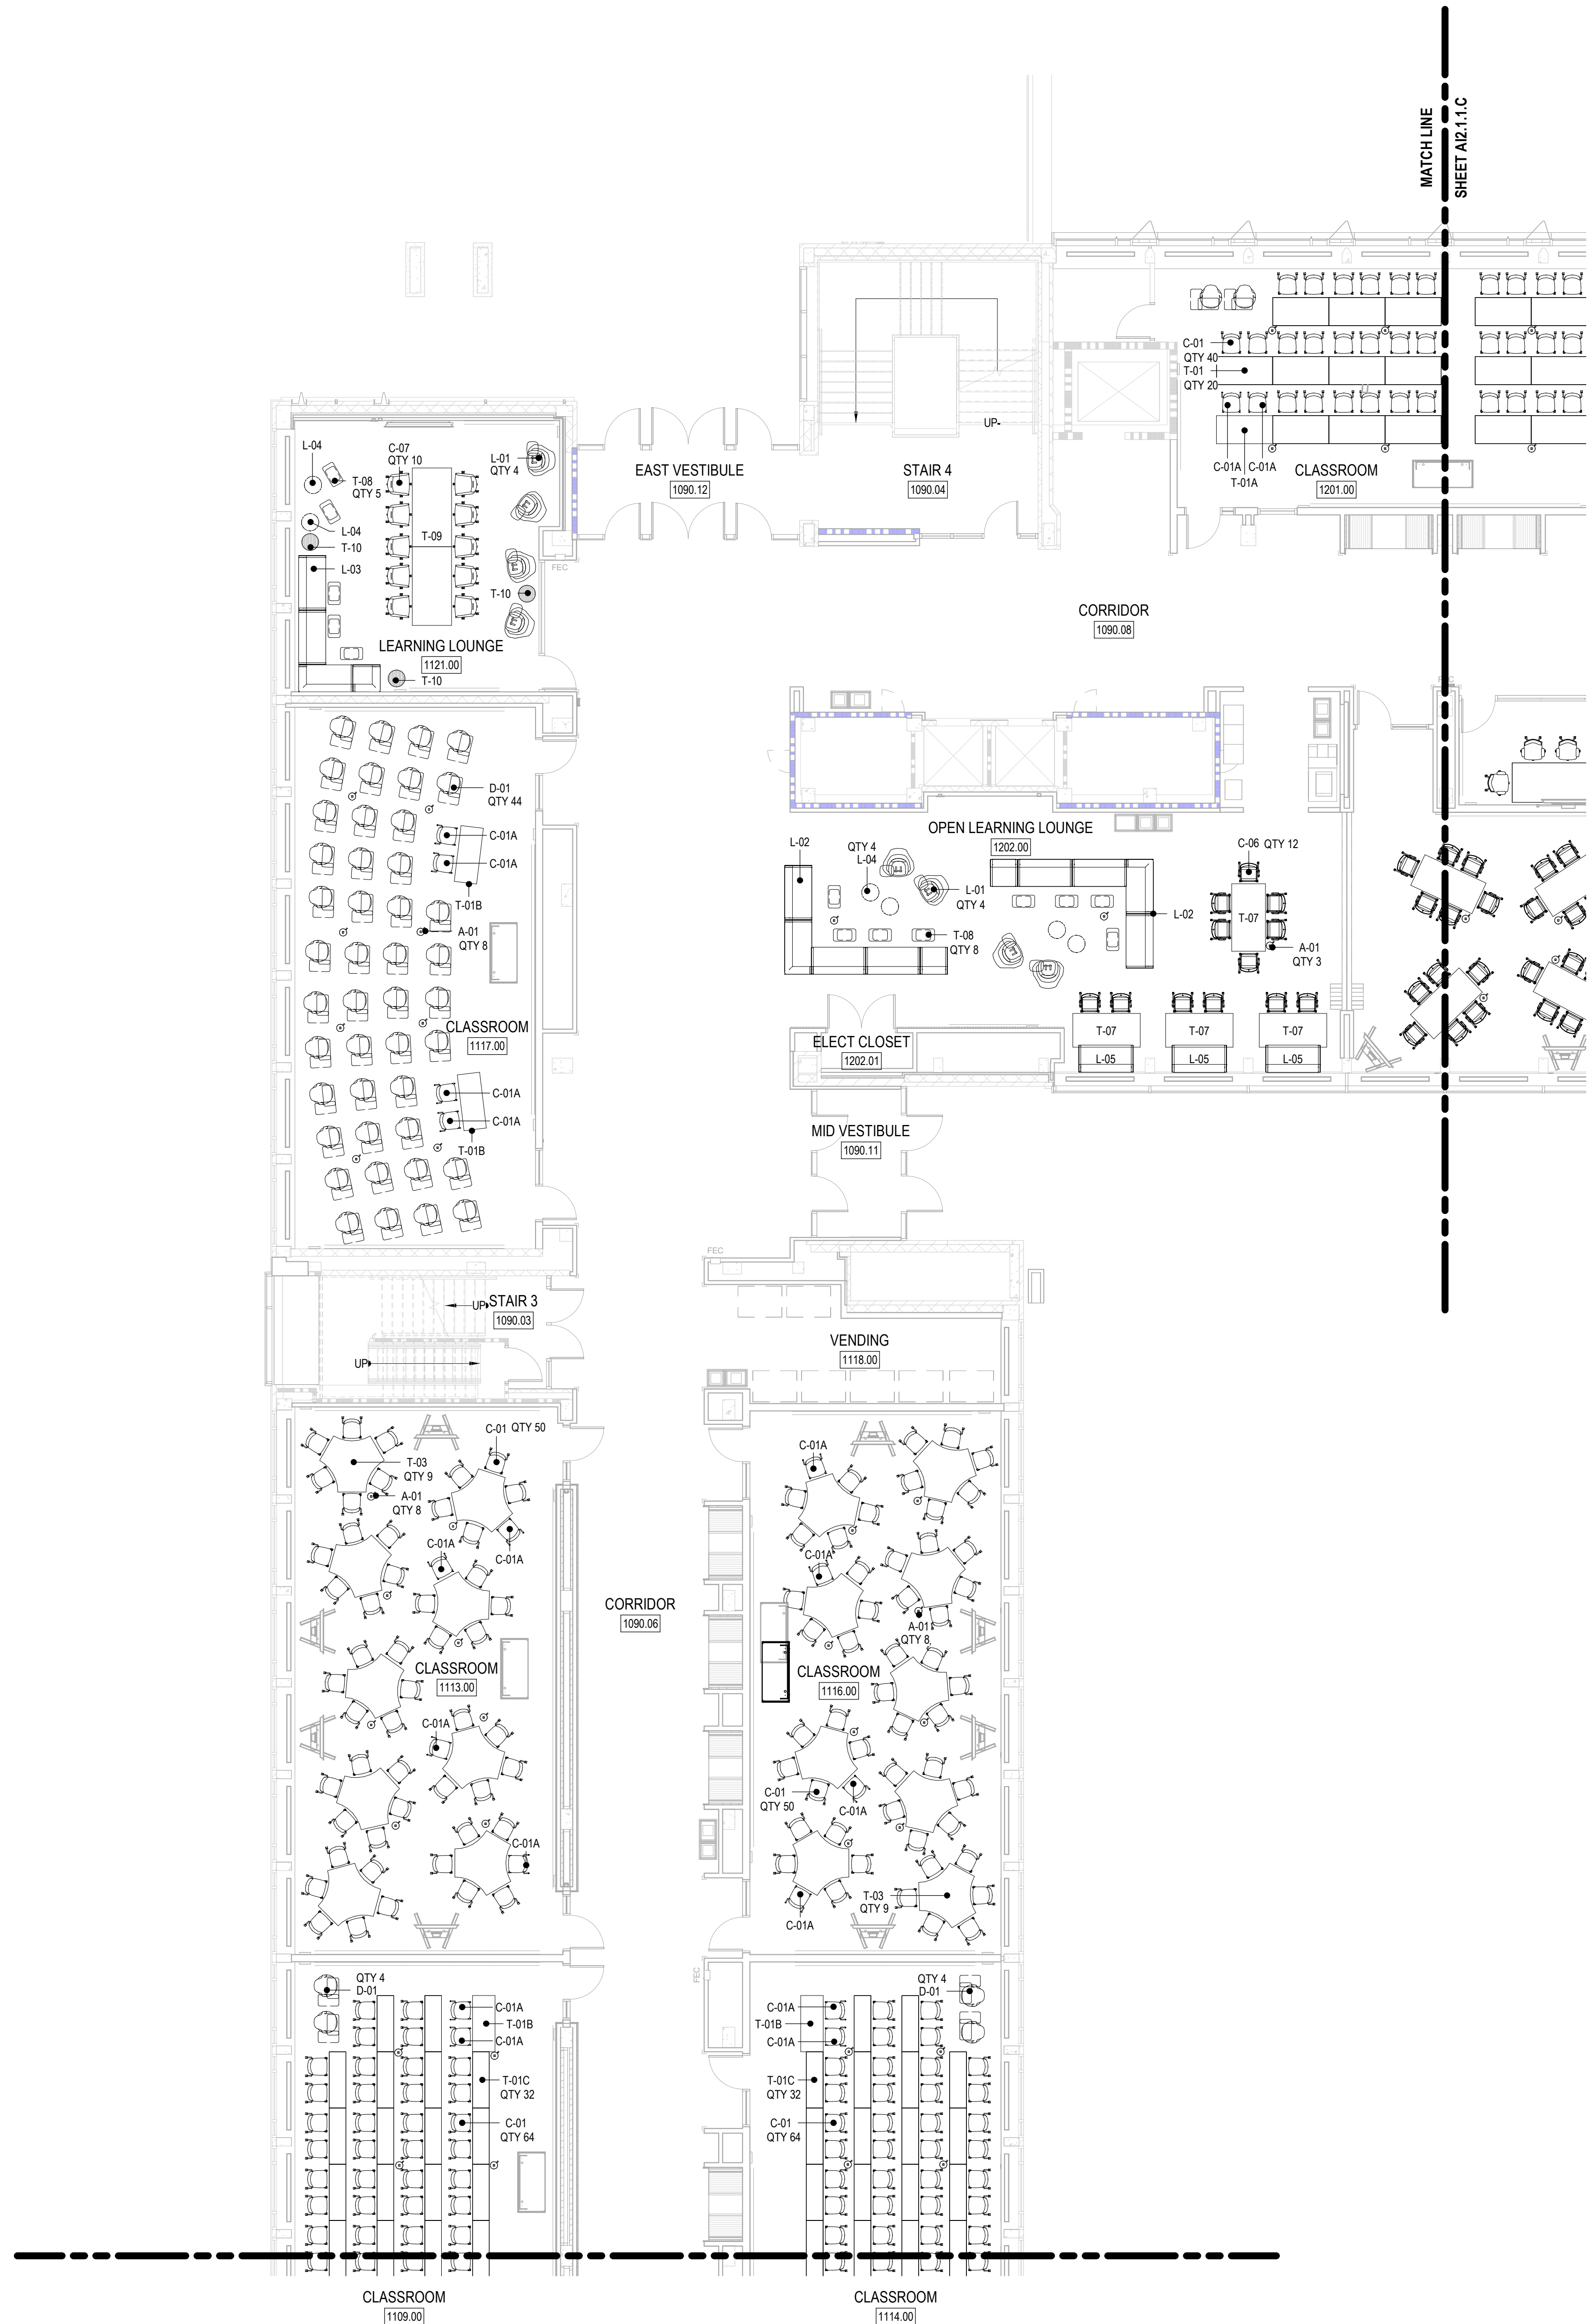 MATCH LINE
SHEET AI2.1.1.C
C-01
QTY 40
T-01
QTY 20
C-01A
C-01A
T-01A
CLASSROOM
1201.00
UP
EAST VESTIBULE
1090.12
STAIR 4
1090.04
L-04
C-07
QTY 10
L-01
QTY 4
T-08
QTY 5
L-04
T-10
T-09
L-03
T-10
FEC
LEARNING LOUNGE
1121.00
T-10
CORRIDOR
1090.08
FEC
D-01
QTY 44
C-01A
C-01A
T-01B
A-01
QTY 8
CLASSROOM
1117.00
C-01A
C-01A
T-01B
OPEN LEARNING LOUNGE
1202.00
L-02
QTY 4
L-04
L-01
QTY 4
T-08
QTY 8
L-02
C-06 QTY 12
T-07
A-01
QTY 3
T-07
T-07
T-07
L-05
L-05
L-05
ELECT CLOSET
1202.01
MID VESTIBULE
1090.11
FEC
UP
STAIR 3
1090.03
UP
VENDING
1118.00
C-01 QTY 50
T-03
QTY 9
A-01
QTY 8
C-01A
C-01A
CLASSROOM
1113.00
C-01A
C-01A
CORRIDOR
1090.06
C-01A
C-01A
A-01
QTY 8
CLASSROOM
1116.00
C-01
QTY 50
C-01A
T-03
QTY 9
C-01A
FEC
QTY 4
D-01
C-01A
T-01B
C-01A
T-01C
QTY 32
C-01
QTY 64
QTY 4
D-01
C-01A
T-01B
C-01A
T-01C
QTY 32
C-01
QTY 64
CLASSROOM
1109.00
CLASSROOM
1114.00